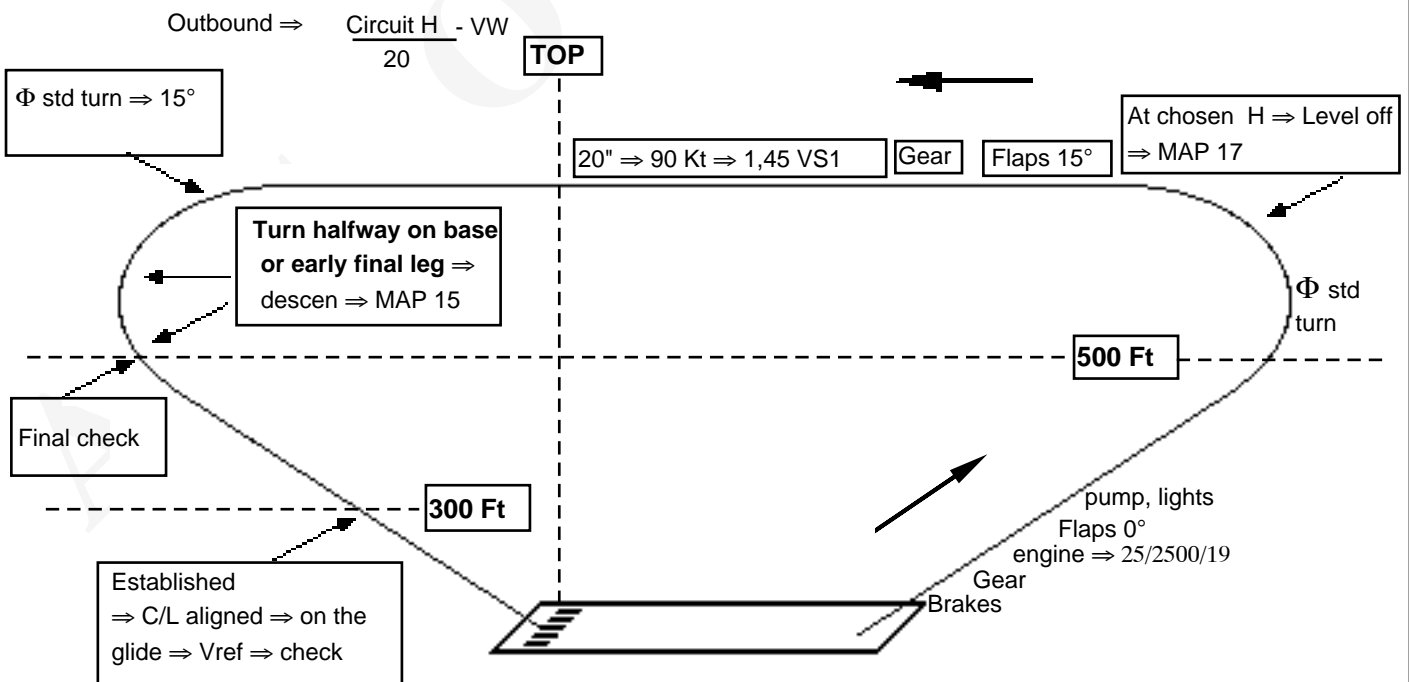 Outbound ⇒ Circuit H - VW
20
TOP
Φ std turn ⇒ 15°
20" ⇒ 90 Kt ⇒ 1,45 VS1
Gear
Flaps 15°
At chosen H ⇒ Level off
⇒ MAP 17
Turn halfway on base
or early final leg ⇒
descen ⇒ MAP 15
Φ std
turn
500 Ft
Final check
300 Ft
pump, lights
Flaps 0°
engine ⇒ 25/2500/19
Gear
Brakes
Established
⇒ C/L aligned ⇒ on the
glide ⇒ Vref ⇒ check